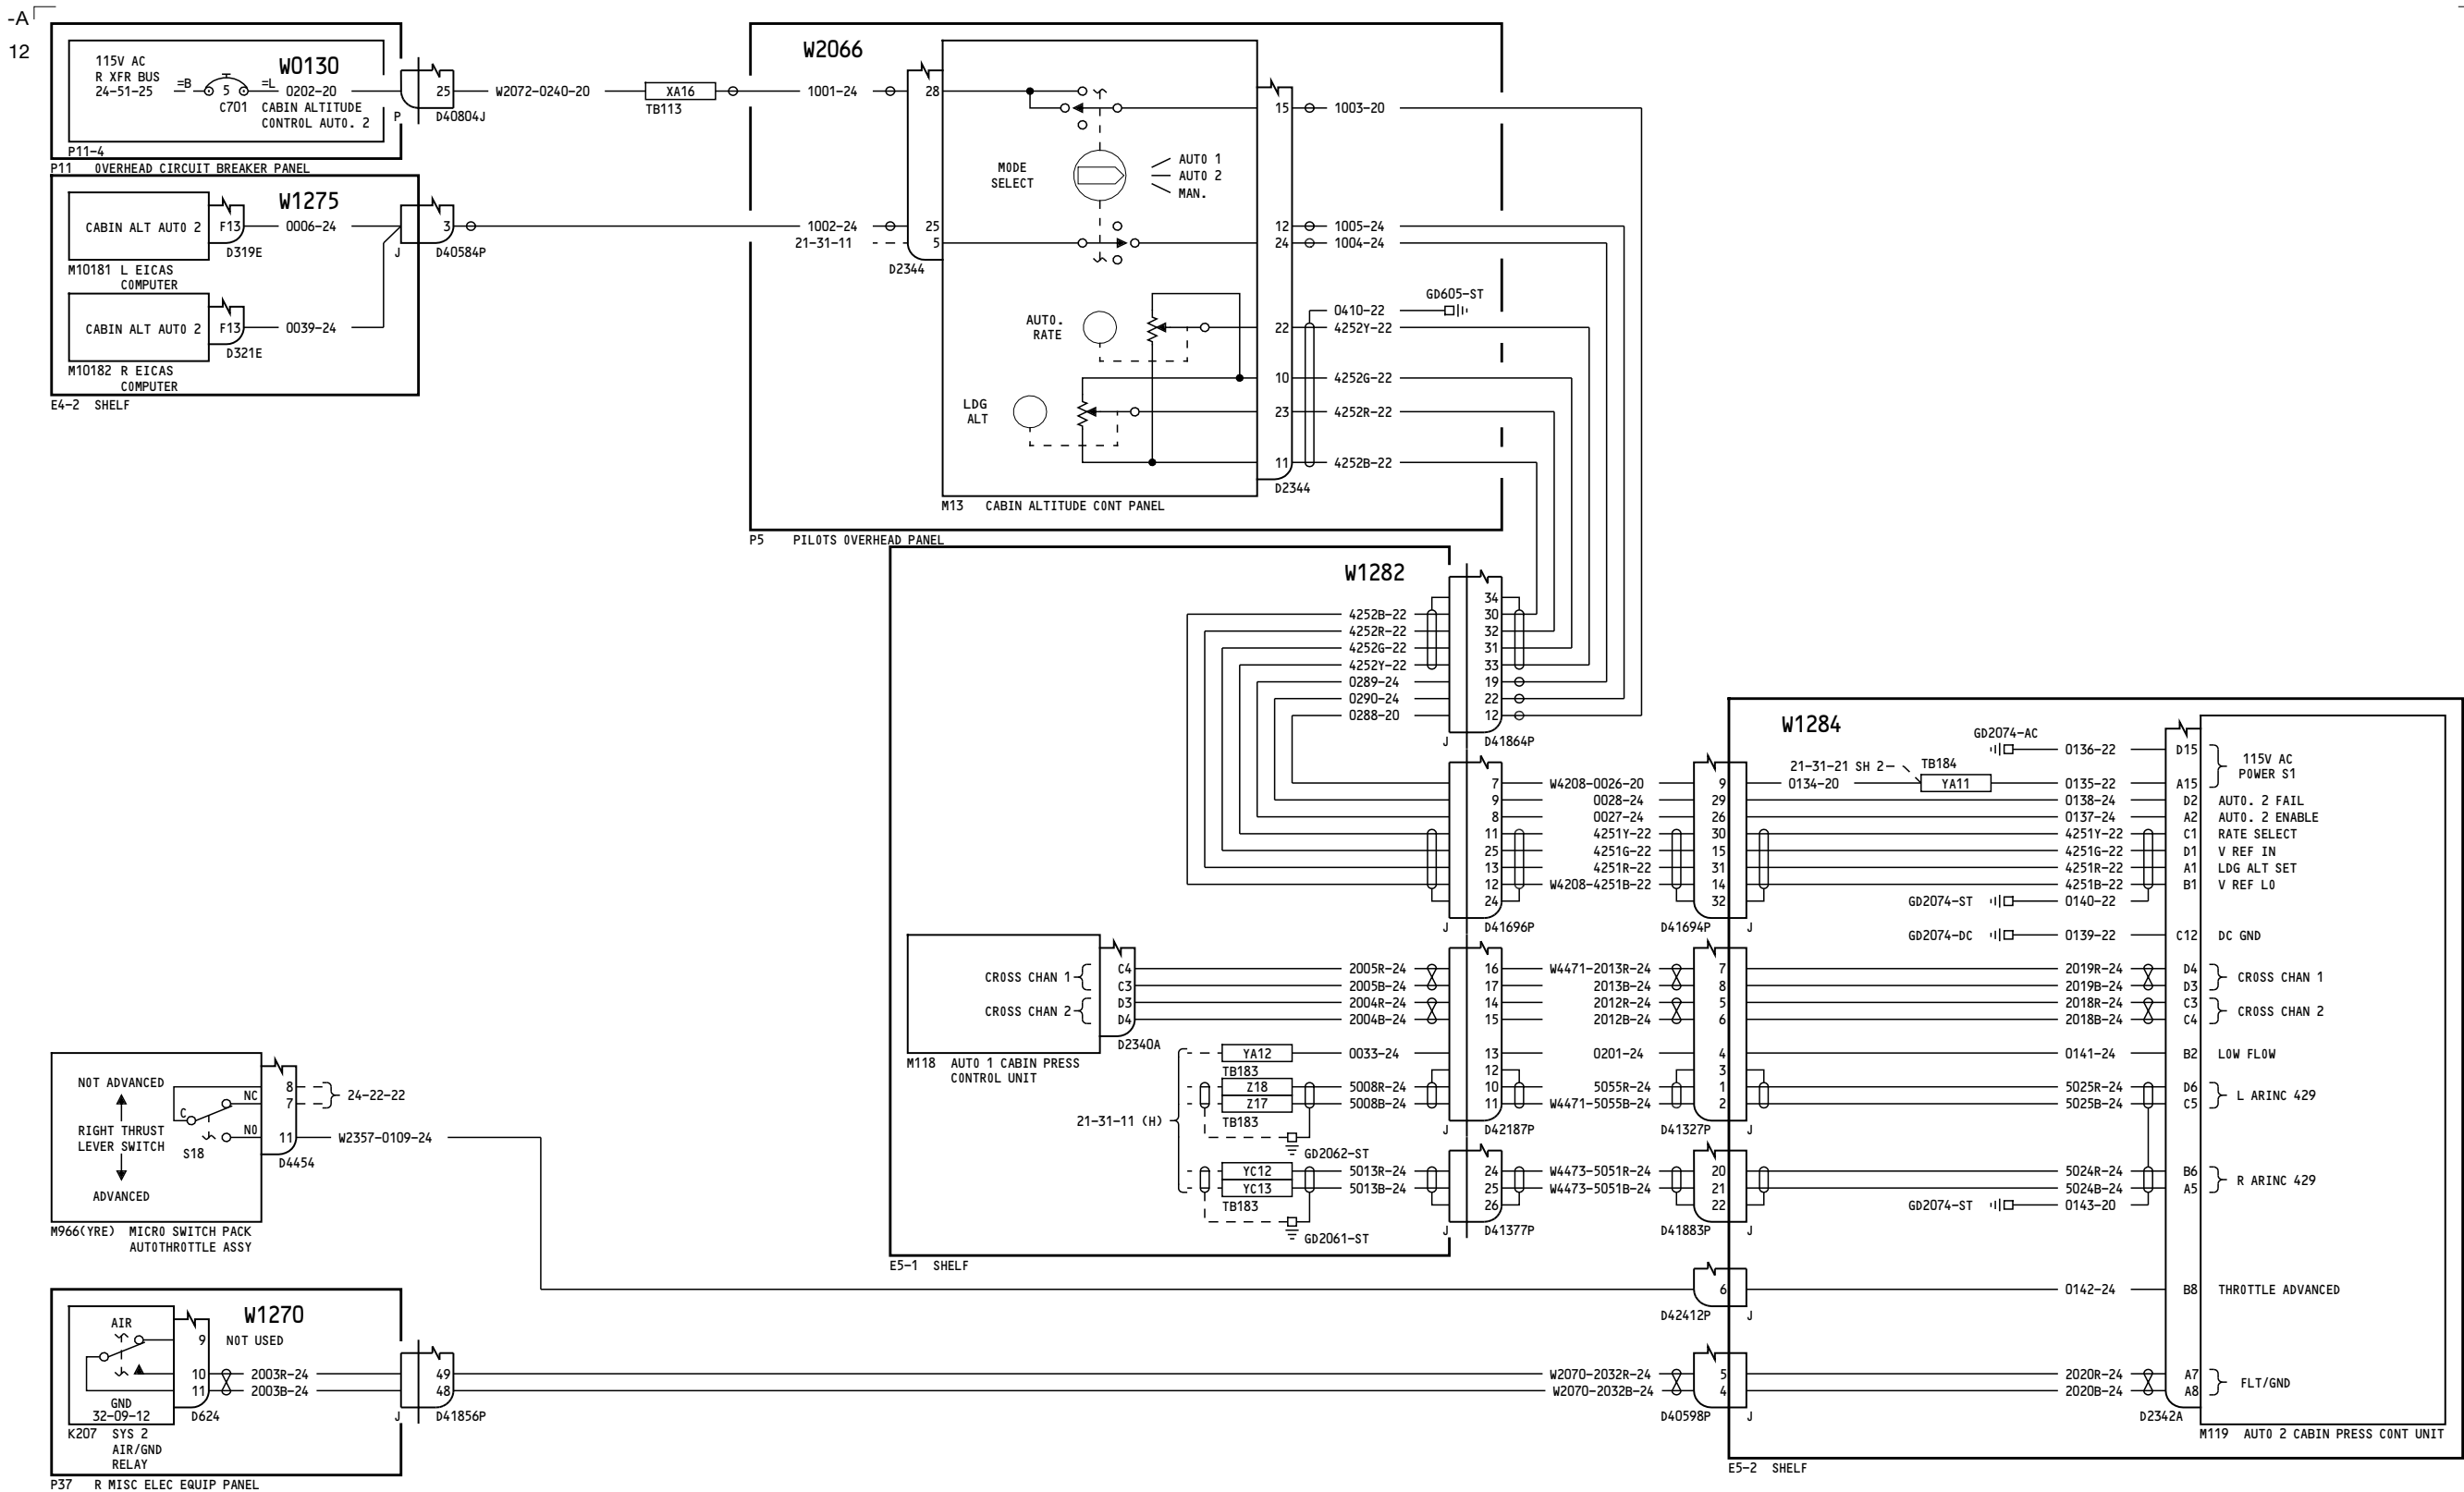 -A
12
115V AC
R XFR BUS
24-51-25
=B
5
=L
C701
W0130
0202-20
CABIN ALTITUDE
CONTROL AUTO. 2
P11-4
P11 OVERHEAD CIRCUIT BREAKER PANEL
P
25
D40804J
W2072-0240-20
XA16
TB113
W1275
CABIN ALT AUTO 2
F13
0006-24
D319E
M10181 L EICAS
COMPUTER
CABIN ALT AUTO 2
F13
0039-24
D321E
M10182 R EICAS
COMPUTER
E4-2 SHELF
J
3
D40584P
W2066
1001-24
28
1002-24
25
21-31-11
5
D2344
MODE
SELECT
AUTO 1
AUTO 2
MAN.
AUTO.
RATE
LDG
ALT
15
1003-20
12
1005-24
24
1004-24
GD605-ST
0410-22
22
4252Y-22
10
4252G-22
23
4252R-22
11
4252B-22
D2344
M13 CABIN ALTITUDE CONT PANEL
P5 PILOTS OVERHEAD PANEL
W1282
34
4252B-22
30
4252R-22
32
4252G-22
31
4252Y-22
33
0289-24
19
0290-24
22
0288-20
12
J
D41864P
7
W4208-0026-20
9
9
0028-24
29
8
0027-24
26
11
4251Y-22
30
25
4251G-22
15
13
4251R-22
31
12
W4208-4251B-22
14
24
32
J
D41696P
D41694P
J
M118 AUTO 1 CABIN PRESS
CONTROL UNIT
CROSS CHAN 1
CROSS CHAN 2
C4
2005R-24
16
W4471-2013R-24
7
C3
2005B-24
17
2013B-24
8
D3
2004R-24
14
2012R-24
5
D4
2004B-24
15
2012B-24
6
D2340A
YA12
0033-24
13
0201-24
4
TB183
12
3
Z18
5008R-24
10
5055R-24
1
Z17
5008B-24
11
W4471-5055B-24
2
TB183
21-31-11 (H)
GD2062-ST
J
D42187P
D41327P
J
YC12
5013R-24
24
W4473-5051R-24
20
YC13
5013B-24
25
W4473-5051B-24
21
TB183
26
22
GD2061-ST
J
D41377P
D41883P
J
E5-1 SHELF
W1284
GD2074-AC
0136-22
D15
115V AC
POWER S1
21-31-21 SH 2
TB184
0134-20
YA11
0135-22
A15
0138-24
D2
AUTO. 2 FAIL
0137-24
A2
AUTO. 2 ENABLE
4251Y-22
C1
RATE SELECT
4251G-22
D1
V REF IN
4251R-22
A1
LDG ALT SET
4251B-22
B1
V REF LO
GD2074-ST
0140-22
GD2074-DC
0139-22
C12
DC GND
2019R-24
D4
2019B-24
D3
CROSS CHAN 1
2018R-24
C3
2018B-24
C4
CROSS CHAN 2
0141-24
B2
LOW FLOW
5025R-24
D6
5025B-24
C5
L ARINC 429
5024R-24
B6
5024B-24
A5
R ARINC 429
GD2074-ST
0143-20
6
D42412P
J
0142-24
B8
THROTTLE ADVANCED
NOT ADVANCED
RIGHT THRUST
LEVER SWITCH
ADVANCED
C
NC
NO
S18
8
7
24-22-22
11
W2357-0109-24
D4454
M966(YRE) MICRO SWITCH PACK
AUTOTHROTTLE ASSY
W1270
AIR
GND
32-09-12
9
NOT USED
10
2003R-24
11
2003B-24
D624
K207 SYS 2
AIR/GND
RELAY
P37 R MISC ELEC EQUIP PANEL
49
48
J
D41856P
W2070-2032R-24
5
W2070-2032B-24
4
D40598P
J
2020R-24
A7
2020B-24
A8
FLT/GND
D2342A
M119 AUTO 2 CABIN PRESS CONT UNIT
E5-2 SHELF